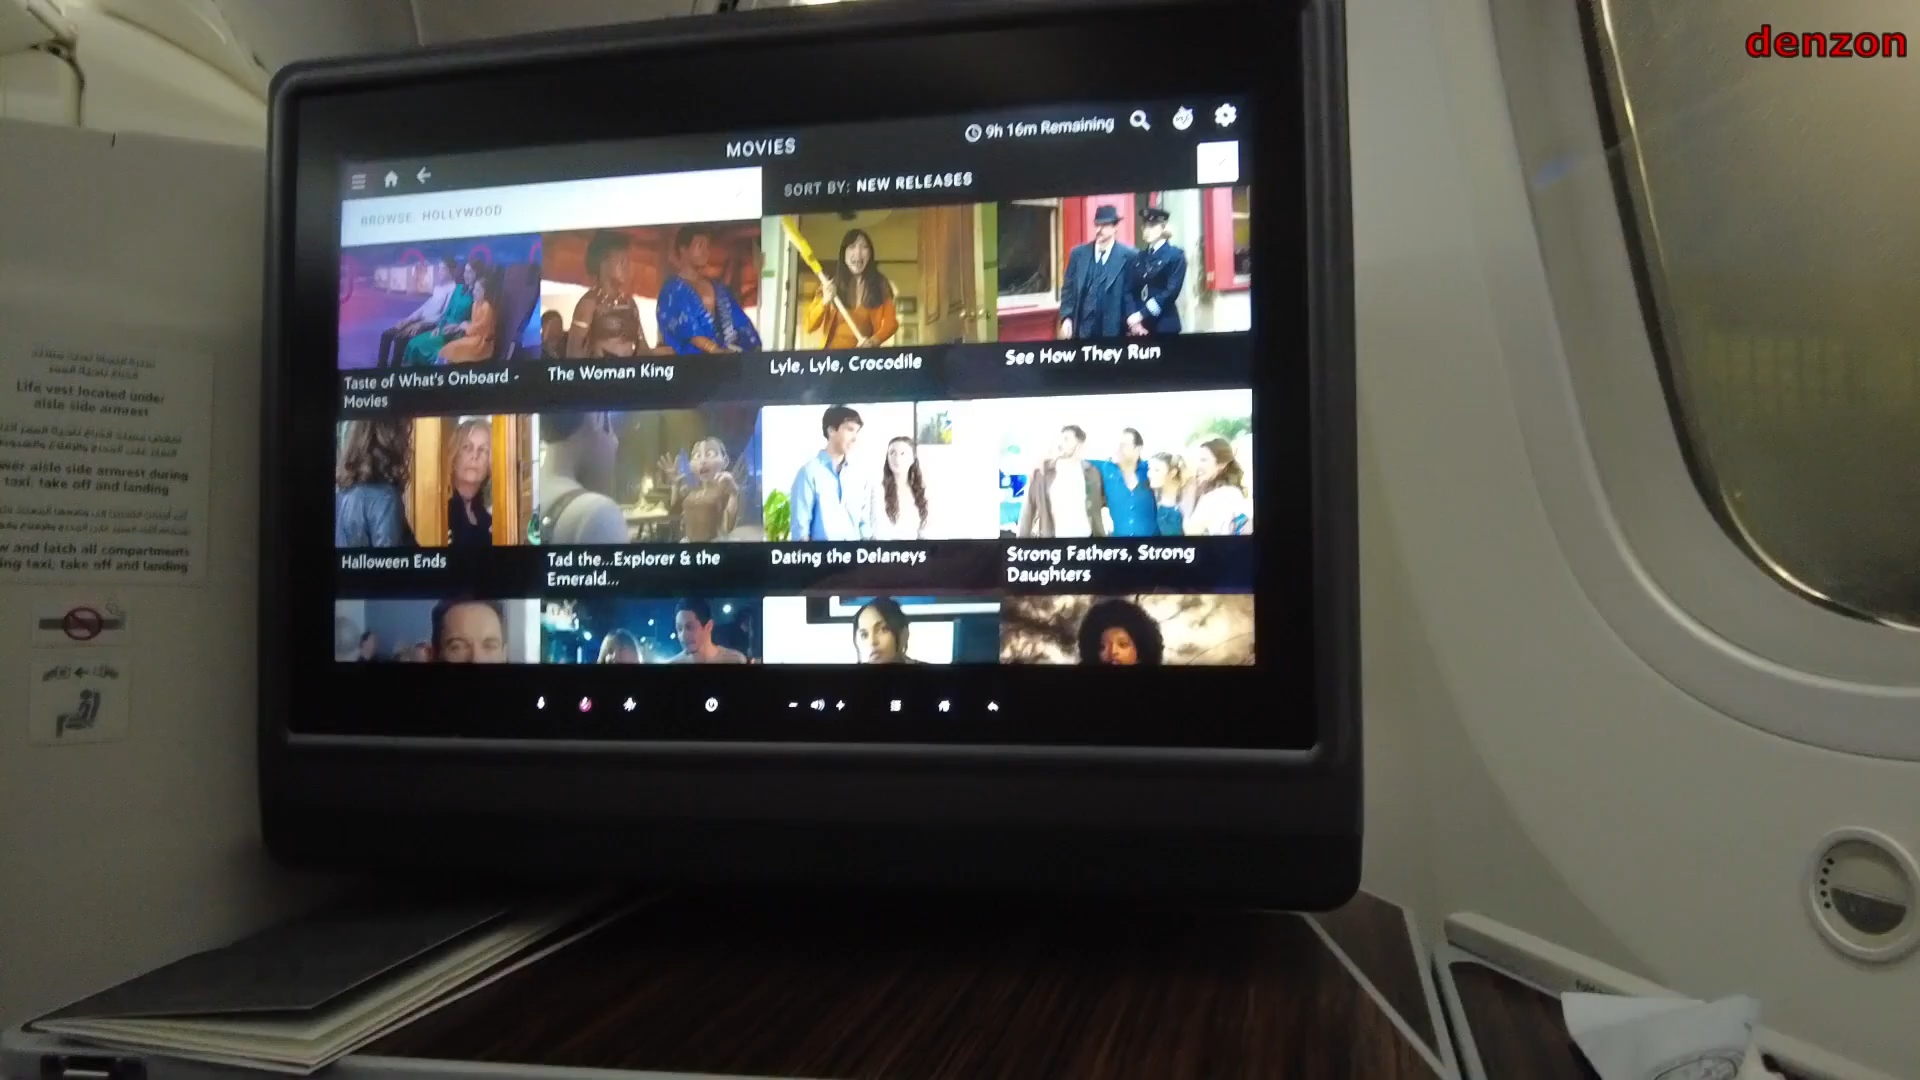 denzon
9h 16m Remaining
MOVIES
SORT BY: NEW RELEASES
BROWSE: HOLLYWOOD
Taste of What's Onboard -
Movies
The Woman King
Lyle, Lyle, Crocodile
See How They Run
Halloween Ends
Tad the...Explorer & the
Emerald...
Dating the Delaneys
Strong Fathers, Strong
Daughters
Life vest located under
aisle side armrest
wer aisle side armrest during
taxi, take off and landing
w and latch all compartments
ing taxi, take off and landing